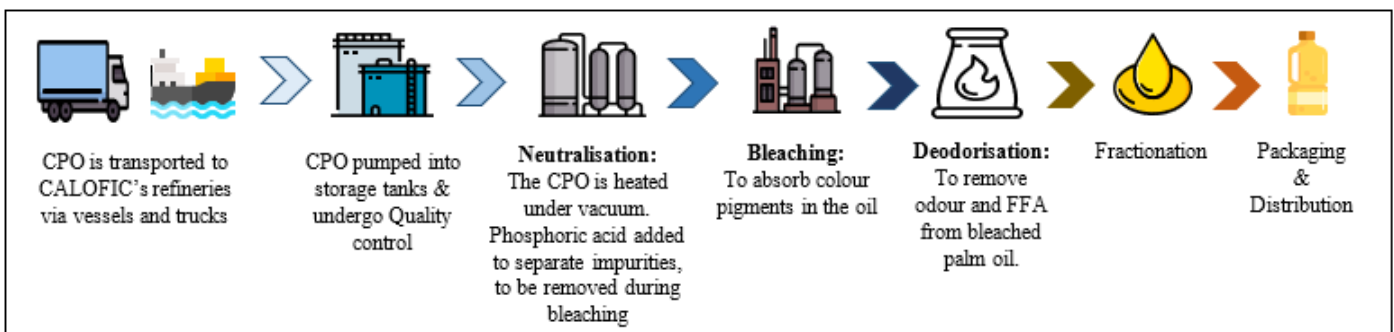 CPO is transported to
CALOFIC's refineries
via vessels and trucks
CPO pumped into
storage tanks &
undergo Quality
control
Neutralisation:
The CPO is heated
under vacuum.
Phosphoric acid added
to separate impurities,
to be removed during
bleaching
Bleaching:
To absorb colour
pigments in the oil
Deodorisation:
To remove
odour and FFA
from bleached
palm oil.
Fractionation
Packaging
&
Distribution